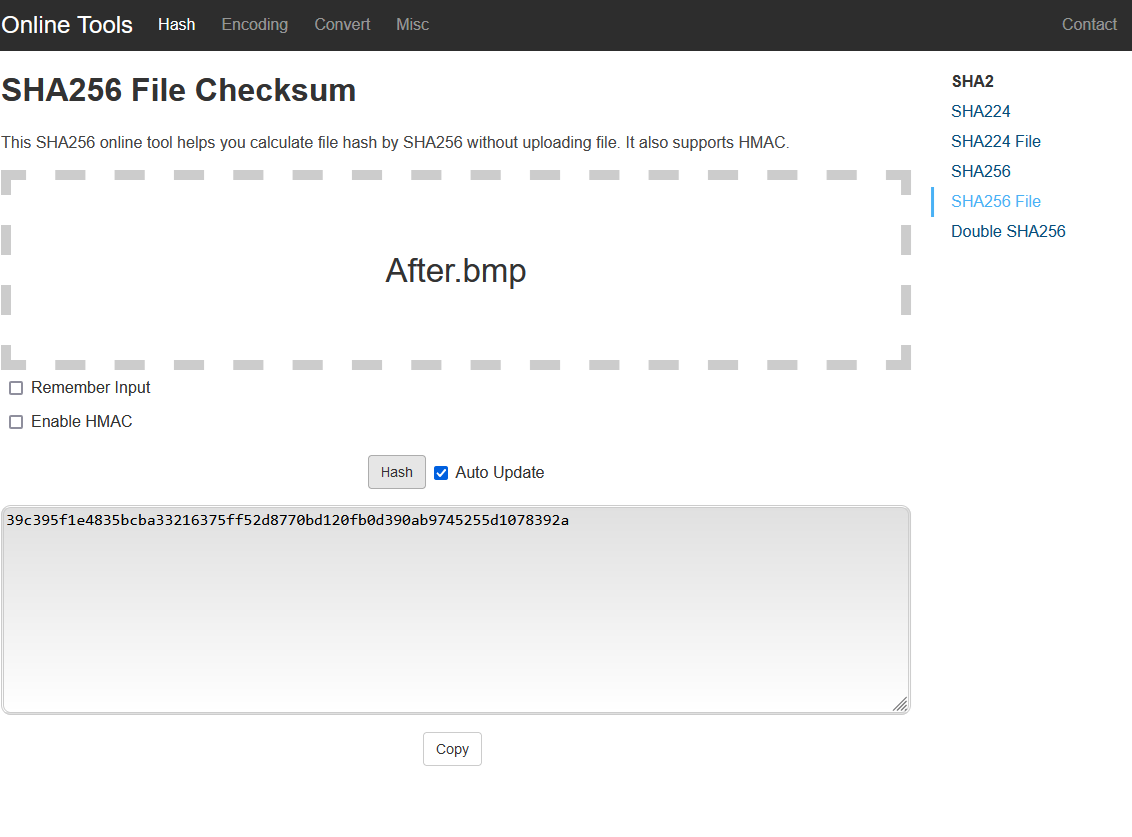 Online Tools Hash Encoding Convert Misc Contact
SHA256 File Checksum
This SHA256 online tool helps you calculate file hash by SHA256 without uploading file. It also supports HMAC.
After.bmp
Remember Input
Enable HMAC
Hash Auto Update
39c395f1e4835bcba33216375ff52d8770bd120fb0d390ab9745255d1078392a
Copy
SHA2
SHA224
SHA224 File
SHA256
SHA256 File
Double SHA256